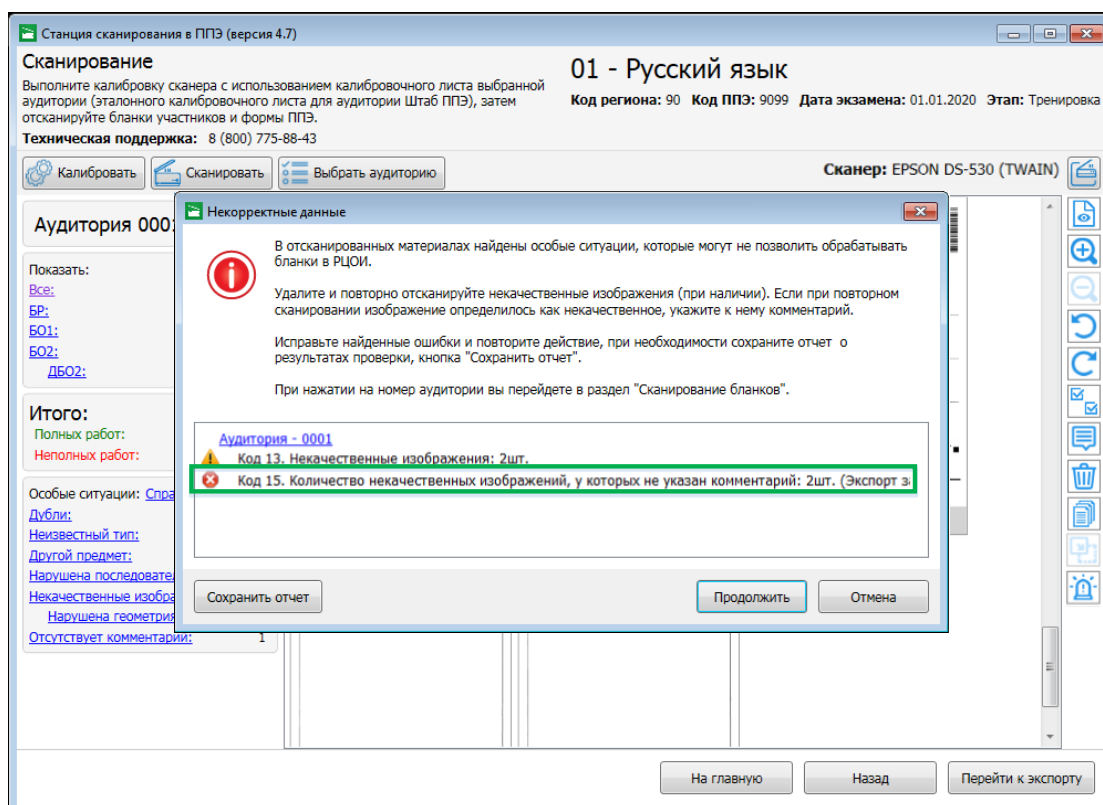 Станция сканирования в ППЭ (версия 4.7)
Сканирование
Выполните калибровку сканера с использованием калибровочного листа выбранной
аудитории (эталонного калибровочного листа для аудитории Штаб ППЭ), затем
отсканируйте бланки участников и формы ППЭ.
Техническая поддержка: 8 (800) 775-88-43
01 - Русский язык
Код региона: 90 Код ППЭ: 9099 Дата экзамена: 01.01.2020 Этап: Тренировка
Калибровать
Сканировать
Выбрать аудиторию
Сканер: EPSON DS-530 (TWAIN)
Аудитория 0001
Показать:
Все:
БР:
БО1:
БО2:
ДБО2:
Итого:
Полных работ:
Неполных работ:
Особые ситуации: Спра
Дубли:
Неизвестный тип:
Другой предмет:
Нарушена последовате
Некачественные изобра
Нарушена геометрия
Отсутствует комментарий: 1
Некорректные данные
В отсканированных материалах найдены особые ситуации, которые могут не позволить обрабатывать
бланки в РЦОИ.
Удалите и повторно отсканируйте некачественные изображения (при наличии). Если при повторном
сканировании изображение определилось как некачественное, укажите к нему комментарий.
Исправьте найденные ошибки и повторите действие, при необходимости сохраните отчет о
результатах проверки, кнопка "Сохранить отчет".
При нажатии на номер аудитории вы перейдете в раздел "Сканирование бланков".
Аудитория - 0001
Код 13. Некачественные изображения: 2шт.
Код 15. Количество некачественных изображений, у которых не указан комментарий: 2шт. (Экспорт з
Сохранить отчет
Продолжить
Отмена
На главную
Назад
Перейти к экспорту